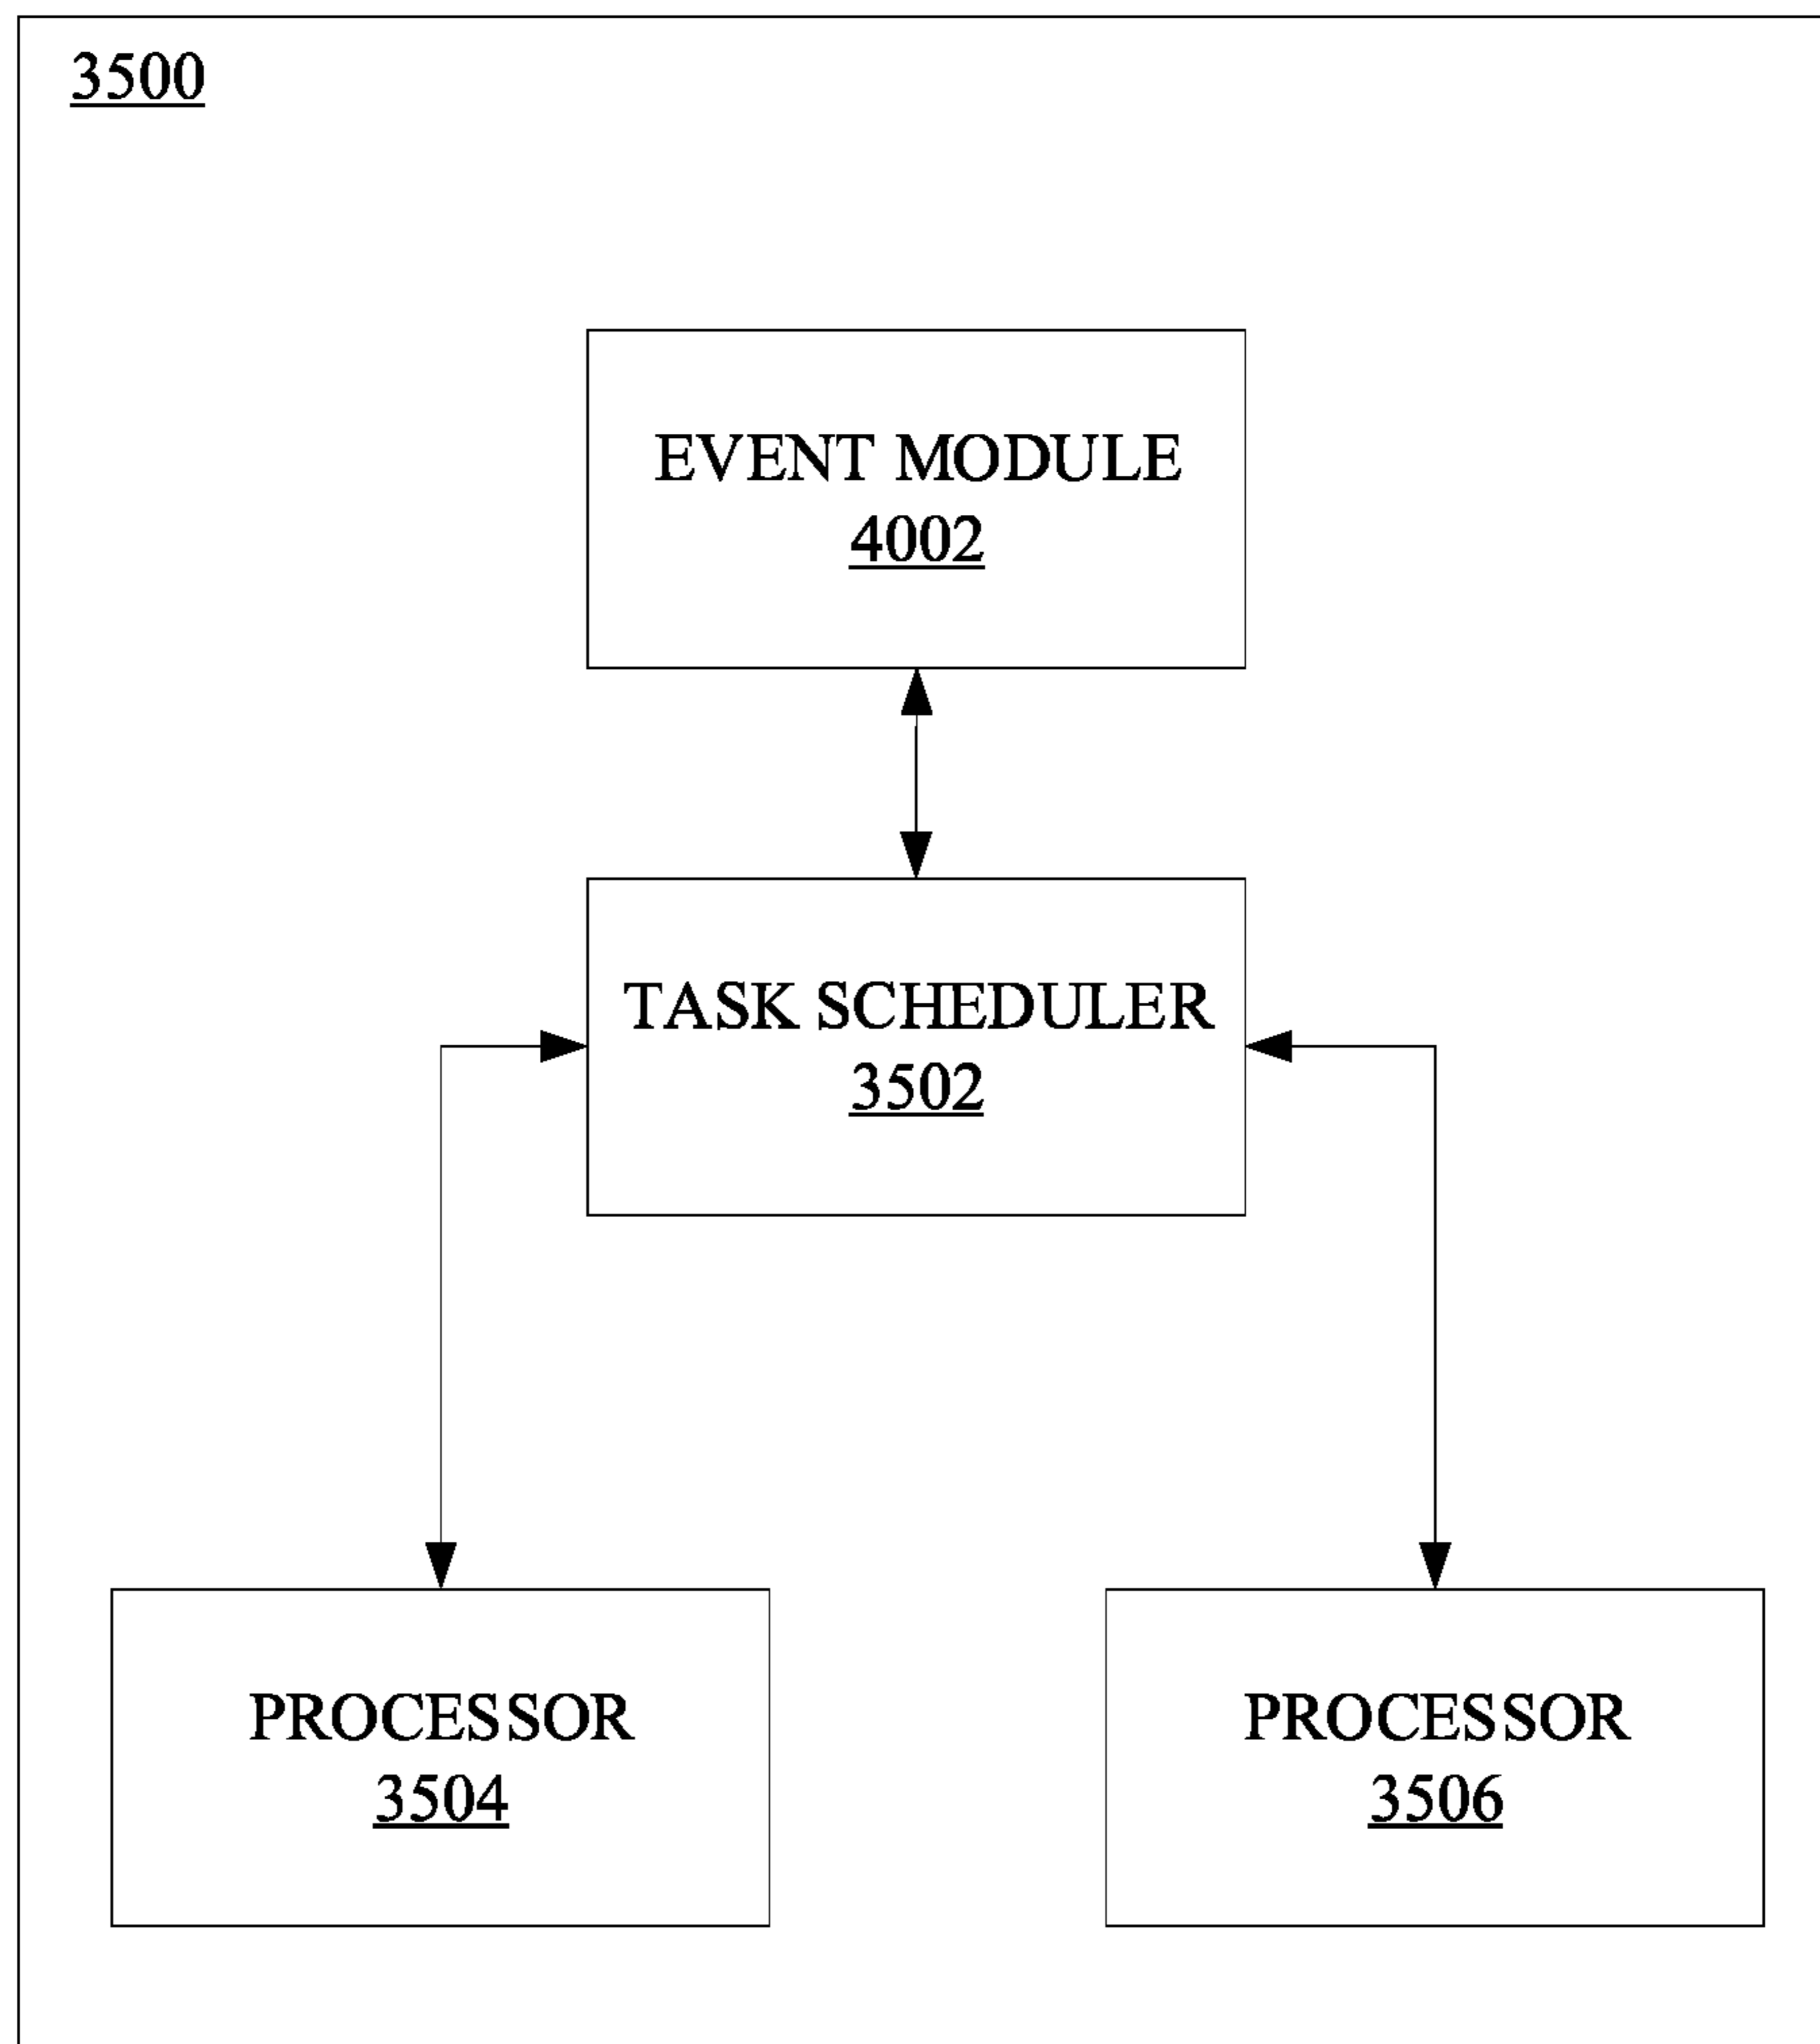 3500
EVENT MODULE
4002
TASK SCHEDULER
3502
PROCESSOR
3504
PROCESSOR
3506